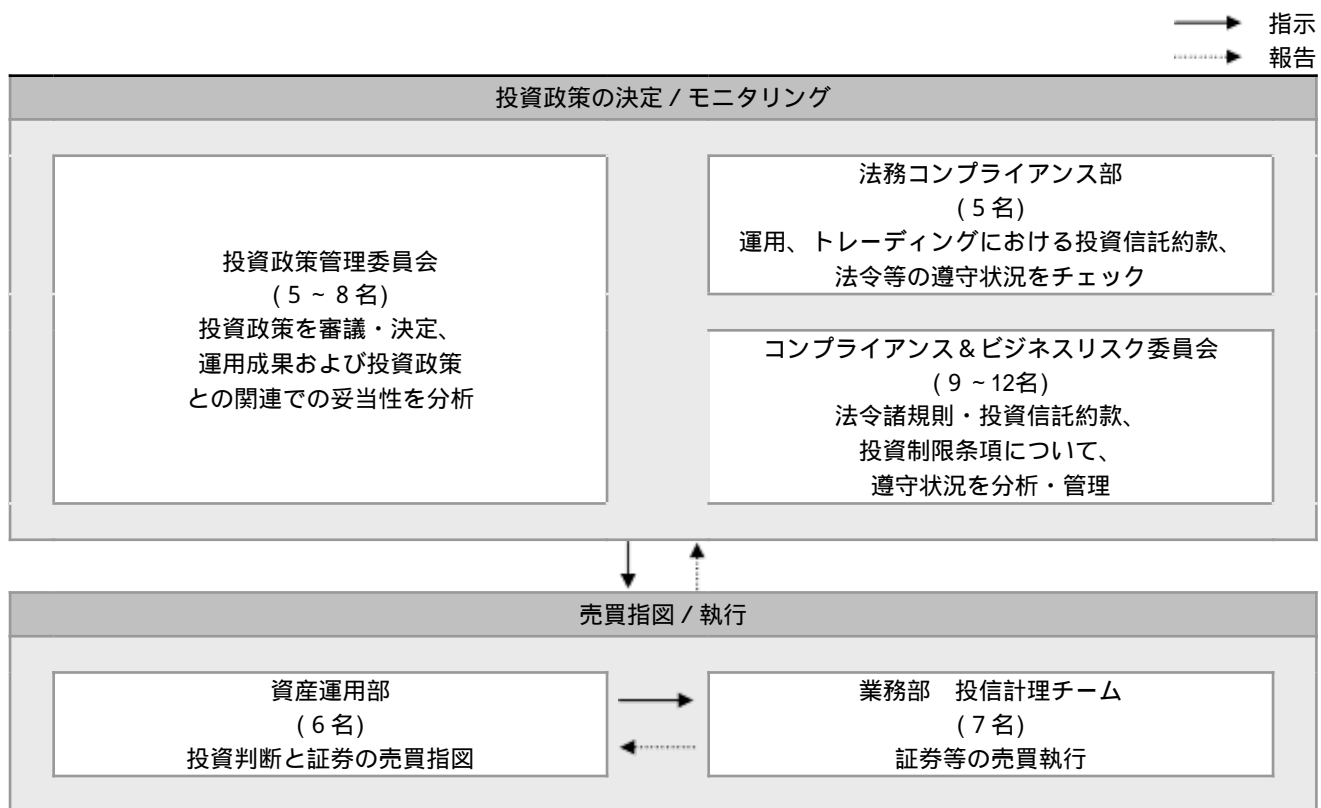 指示
報告
投資政策の決定 / モニタリング
投資政策管理委員会
(５～８名)
投資政策を審議・決定、
運用成果および投資政策
との関連での妥当性を分析
法務コンプライアンス部
(５名)
運用、トレーディングにおける投資信託約款、
法令等の遵守状況をチェック
コンプライアンス＆ビジネスリスク委員会
(９～12名)
法令諸規則・投資信託約款、
投資制限条項について、
遵守状況を分析・管理
売買指図 / 執行
資産運用部
(６名)
投資判断と証券の売買指図
業務部　投信計理チーム
(７名)
証券等の売買執行